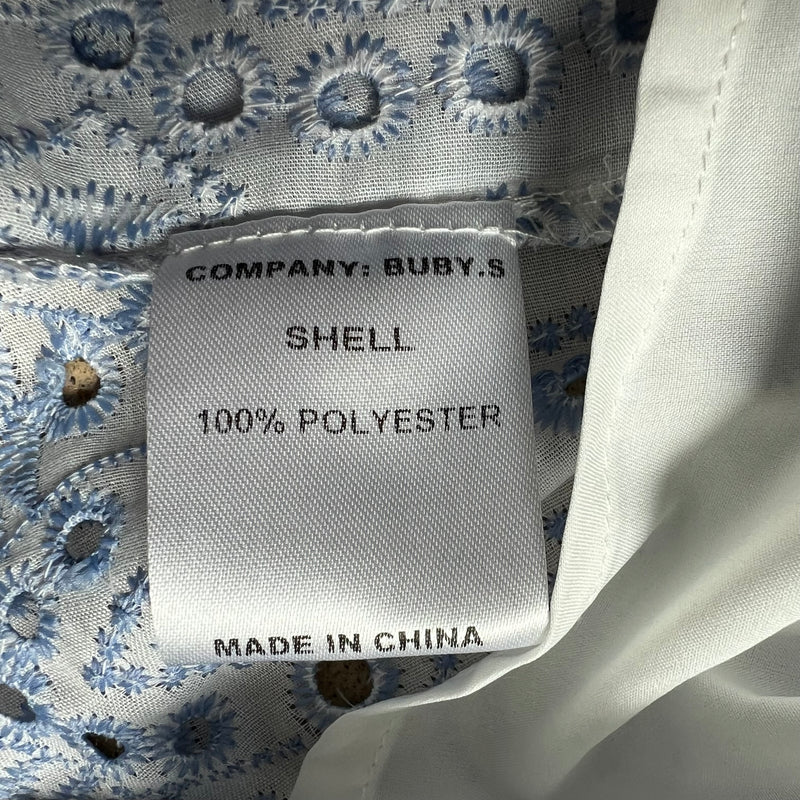 COMPANY: BUBY.S
SHELL
100% POLYESTER
MADE IN CHINA